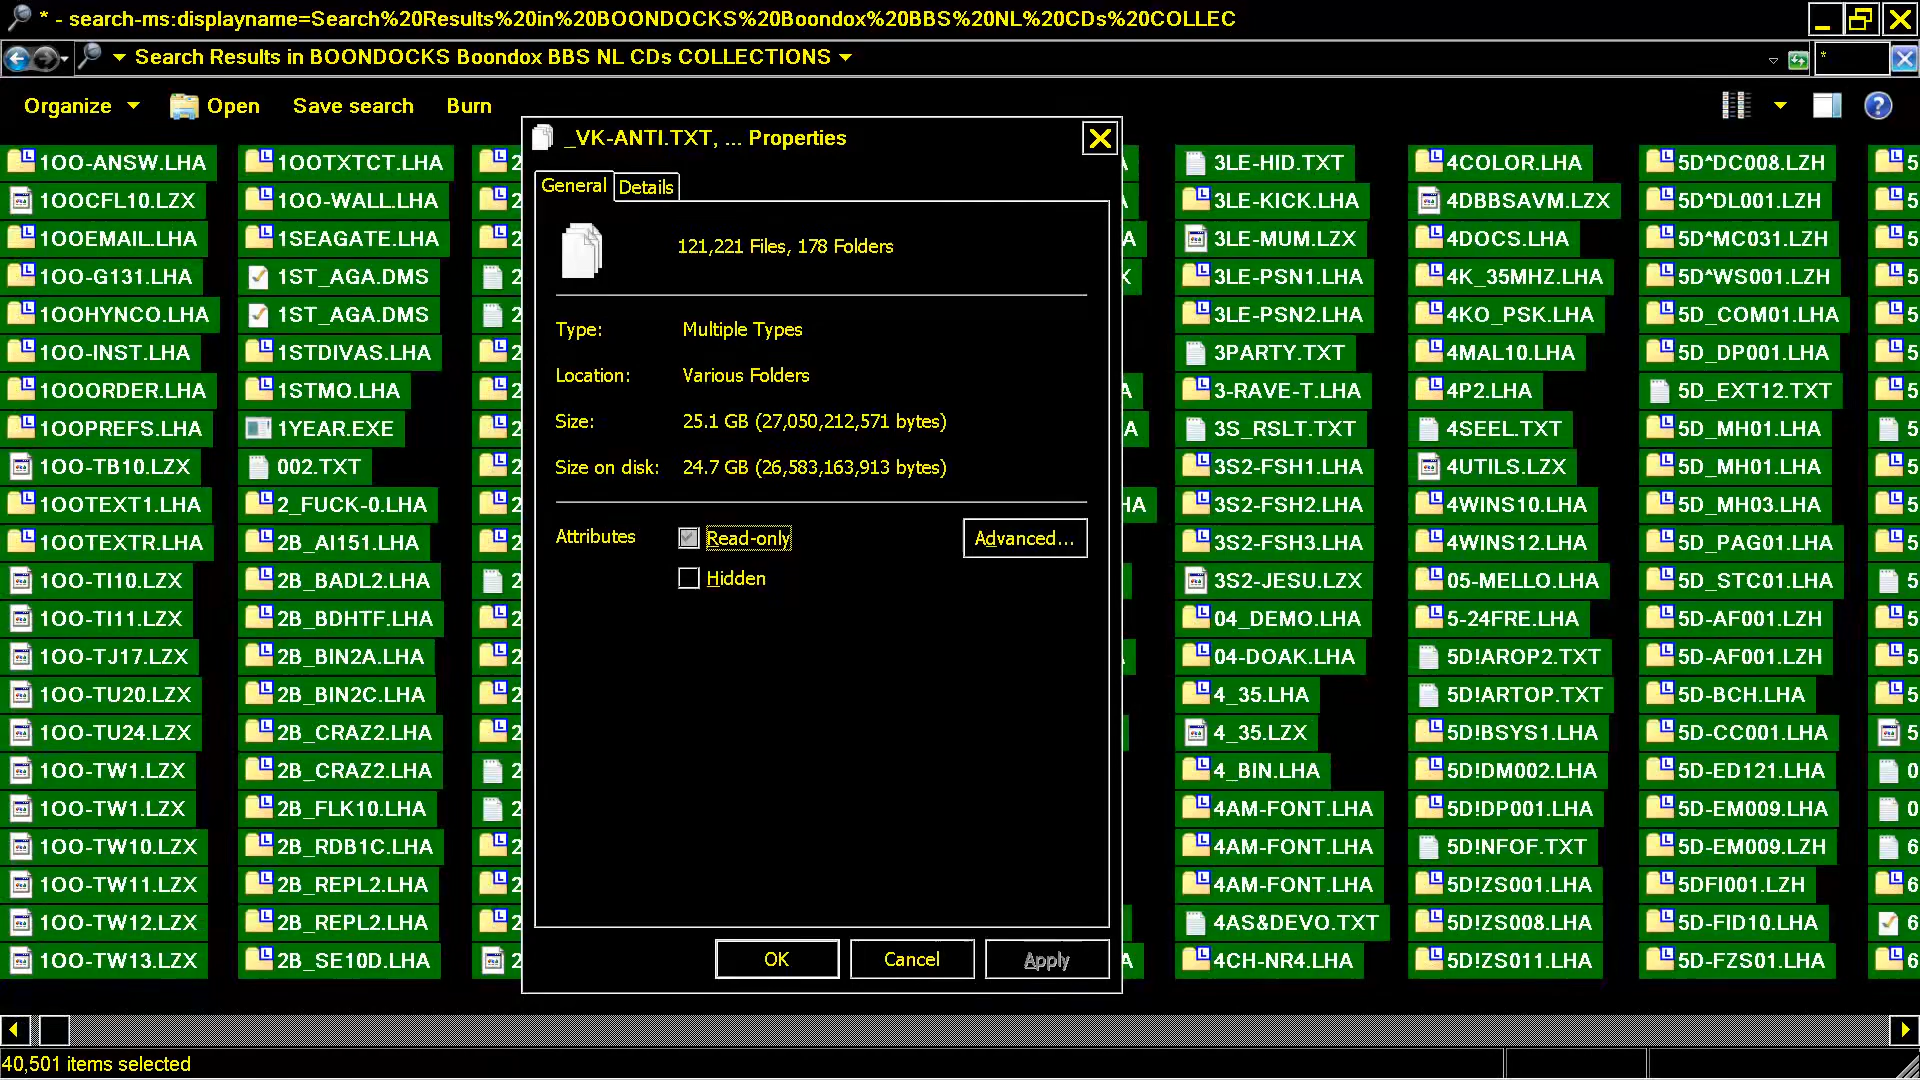 * - search-ms:displayname=Search%20Results%20in%20BOONDOCKS%20Boondox%20BBS%20NL%20CDs%20COLLEC
Search Results in BOONDOCKS Boondox BBS NL CDs COLLECTIONS
*
Organize Open Save search Burn
_VK-ANTI.TXT, ... Properties
General Details
121,221 Files, 178 Folders
Type: Multiple Types
Location: Various Folders
Size: 25.1 GB (27,050,212,571 bytes)
Size on disk: 24.7 GB (26,583,163,913 bytes)
Attributes Read-only Advanced...
Hidden
OK Cancel Apply
1OO-ANSW.LHA
1OOCFL10.LZX
1OOEMAIL.LHA
1OO-G131.LHA
1OOHYNCO.LHA
1OO-INST.LHA
1OOORDER.LHA
1OOPREFS.LHA
1OO-TB10.LZX
1OOTEXT1.LHA
1OOTEXTR.LHA
1OO-TI10.LZX
1OO-TI11.LZX
1OO-TJ17.LZX
1OO-TU20.LZX
1OO-TU24.LZX
1OO-TW1.LZX
1OO-TW1.LZX
1OO-TW10.LZX
1OO-TW11.LZX
1OO-TW12.LZX
1OO-TW13.LZX
1OOTXTCT.LHA
1OO-WALL.LHA
1SEAGATE.LHA
1ST_AGA.DMS
1ST_AGA.DMS
1STDIVAS.LHA
1STMO.LHA
1YEAR.EXE
002.TXT
2_FUCK-0.LHA
2B_AI151.LHA
2B_BADL2.LHA
2B_BDHTF.LHA
2B_BIN2A.LHA
2B_BIN2C.LHA
2B_CRAZ2.LHA
2B_CRAZ2.LHA
2B_FLK10.LHA
2B_RDB1C.LHA
2B_REPL2.LHA
2B_REPL2.LHA
2B_SE10D.LHA
3LE-HID.TXT
3LE-KICK.LHA
3LE-MUM.LZX
3LE-PSN1.LHA
3LE-PSN2.LHA
3PARTY.TXT
3-RAVE-T.LHA
3S_RSLT.TXT
3S2-FSH1.LHA
3S2-FSH2.LHA
3S2-FSH3.LHA
3S2-JESU.LZX
04_DEMO.LHA
04-DOAK.LHA
4_35.LHA
4_35.LZX
4_BIN.LHA
4AM-FONT.LHA
4AM-FONT.LHA
4AM-FONT.LHA
4AS&DEVO.TXT
4CH-NR4.LHA
4COLOR.LHA
4DBBSAVM.LZX
4DOCS.LHA
4K_35MHZ.LHA
4KO_PSK.LHA
4MAL10.LHA
4P2.LHA
4SEEL.TXT
4UTILS.LZX
4WINS10.LHA
4WINS12.LHA
05-MELLO.LHA
5-24FRE.LHA
5D!AROP2.TXT
5D!ARTOP.TXT
5D!BSYS1.LHA
5D!DM002.LHA
5D!DP001.LHA
5D!NFOF.TXT
5D!ZS001.LHA
5D!ZS008.LHA
5D!ZS011.LHA
5D^DC008.LZH
5D^DL001.LZH
5D^MC031.LZH
5D^WS001.LZH
5D_COM01.LHA
5D_DP001.LHA
5D_EXT12.TXT
5D_MH01.LHA
5D_MH01.LHA
5D_MH03.LHA
5D_PAG01.LHA
5D_STC01.LHA
5D-AF001.LZH
5D-AF001.LZH
5D-BCH.LHA
5D-CC001.LHA
5D-ED121.LHA
5D-EM009.LHA
5D-EM009.LZH
5DFI001.LZH
5D-FID10.LHA
5D-FZS01.LHA
40,501 items selected